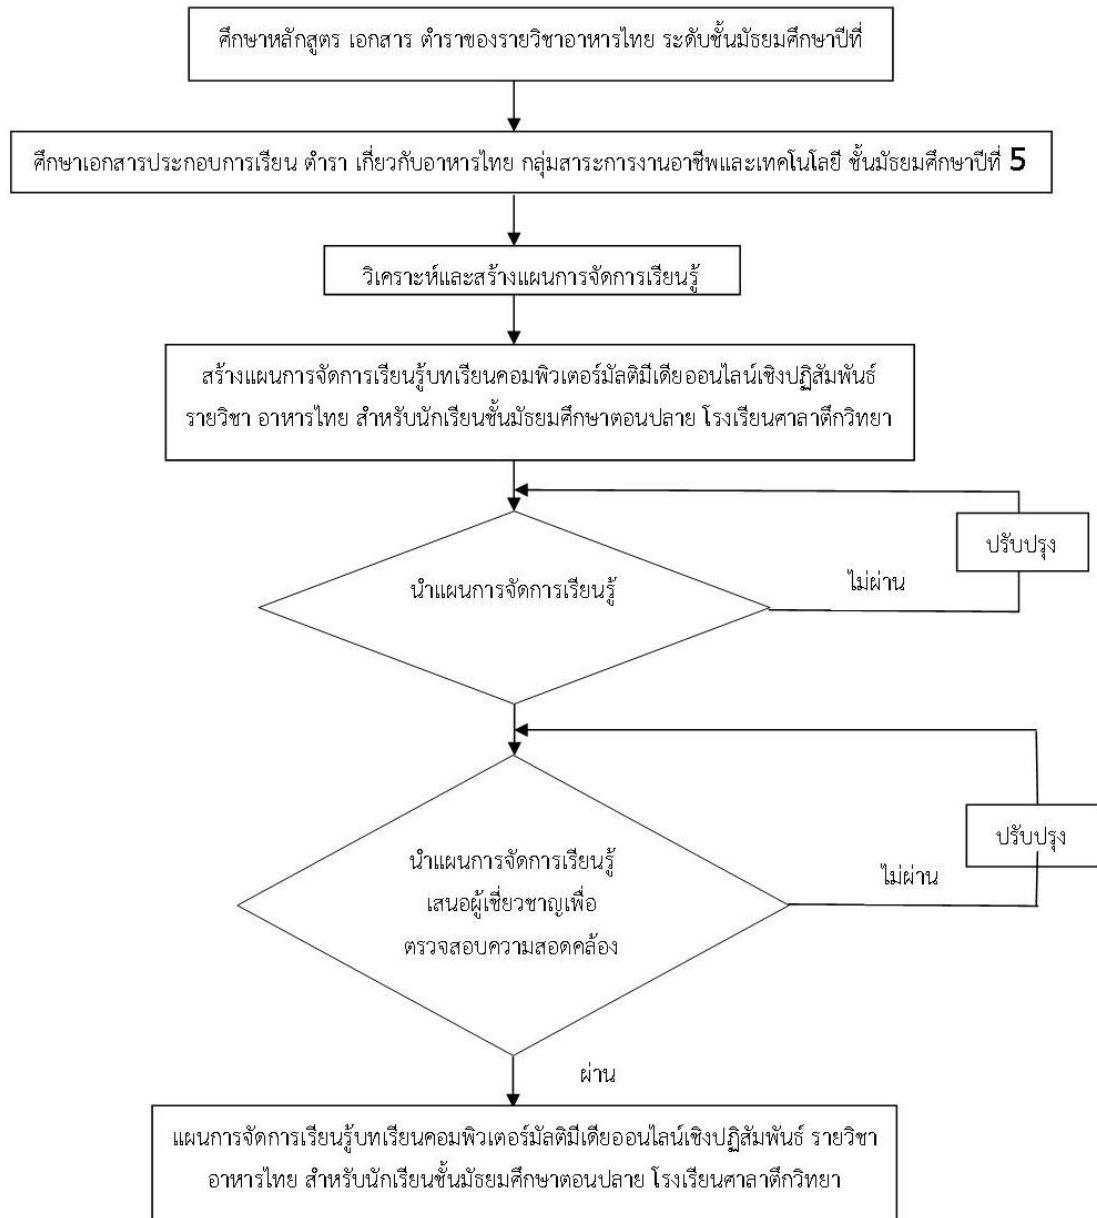 ศึกษาหลักสูตร เอกสาร ตำราของรายวิชาอาหารไทย ระดับชั้นมัธยมศึกษาปีที่
ศึกษาเอกสารประกอบการเรียน ตำรา เกี่ยวกับอาหารไทย กลุ่มสาระการงานอาชีพและเทคโนโลยี ชั้นมัธยมศึกษาปีที่ 5
วิเคราะห์และสร้างแผนการจัดการเรียนรู้
สร้างแผนการจัดการเรียนรู้บทเรียนคอมพิวเตอร์มัลติมีเดียออนไลน์เชิงปฏิสัมพันธ์
รายวิชา อาหารไทย สำหรับนักเรียนชั้นมัธยมศึกษาตอนปลาย โรงเรียนศาลาตึกวิทยา
ปรับปรุง
นำแผนการจัดการเรียนรู้
ไม่ผ่าน
ปรับปรุง
นำแผนการจัดการเรียนรู้
เสนอผู้เชี่ยวชาญเพื่อ
ตรวจสอบความสอดคล้อง
ไม่ผ่าน
ผ่าน
แผนการจัดการเรียนรู้บทเรียนคอมพิวเตอร์มัลติมีเดียออนไลน์เชิงปฏิสัมพันธ์ รายวิชา
อาหารไทย สำหรับนักเรียนชั้นมัธยมศึกษาตอนปลาย โรงเรียนศาลาตึกวิทยา